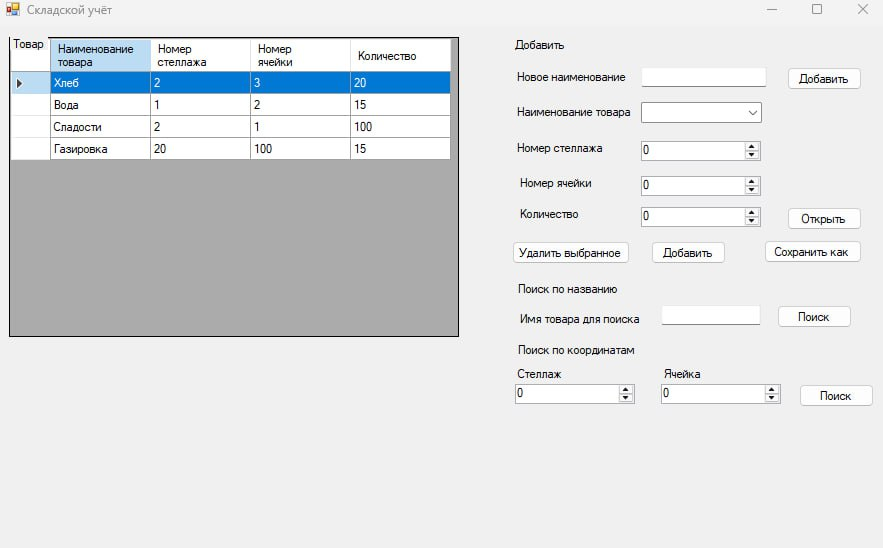 Складской учёт
Товар
Наименование товара Номер стеллажа Номер ячейки Количество
Хлеб 2 3 20
Вода 1 2 15
Сладости 2 1 100
Газировка 20 100 15
Добавить
Новое наименование Добавить
Наименование товара
Номер стеллажа 0
Номер ячейки 0
Количество 0 Открыть
Удалить выбранное Добавить Сохранить как
Поиск по названию
Имя товара для поиска Поиск
Поиск по координатам
Стеллаж Ячейка
0 0 Поиск